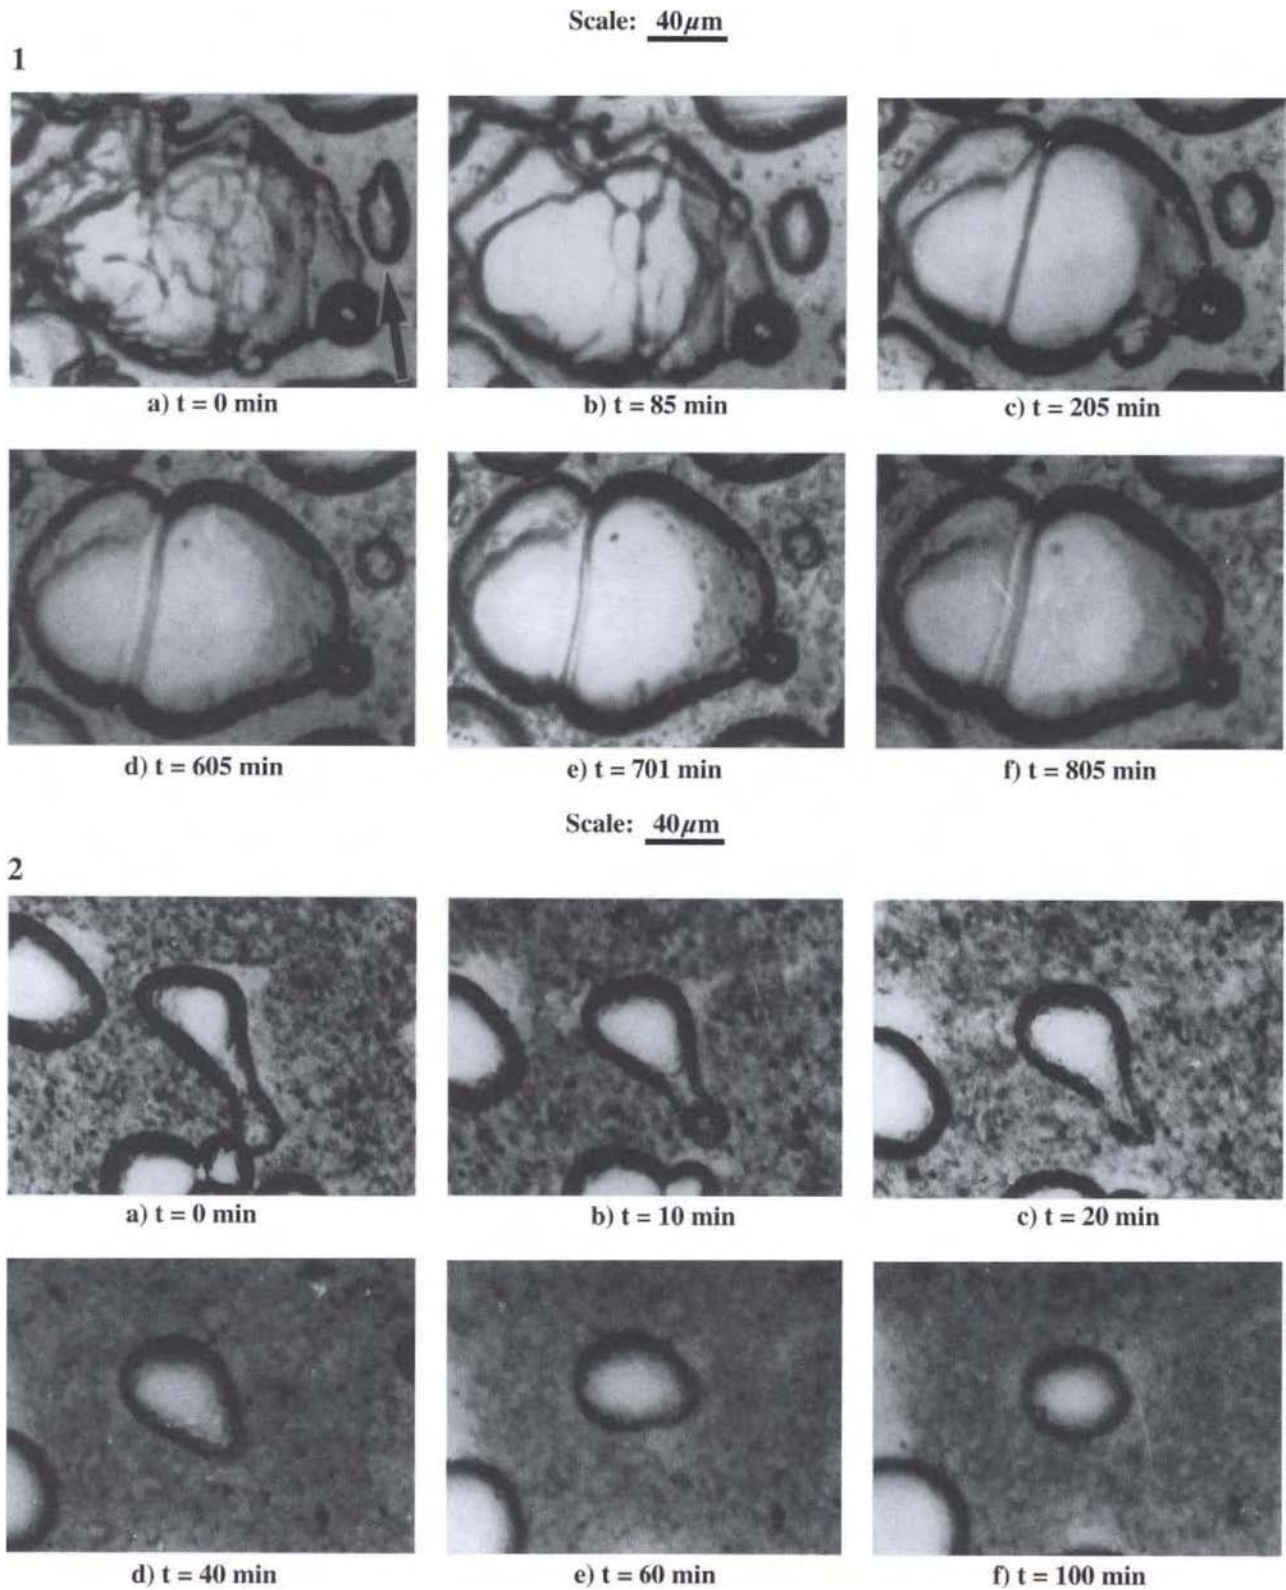 Scale: 40µm
1
a) t = 0 min
b) t = 85 min
c) t = 205 min
d) t = 605 min
e) t = 701 min
f) t = 805 min
Scale: 40µm
2
a) t = 0 min
b) t = 10 min
c) t = 20 min
d) t = 40 min
e) t = 60 min
f) t = 100 min